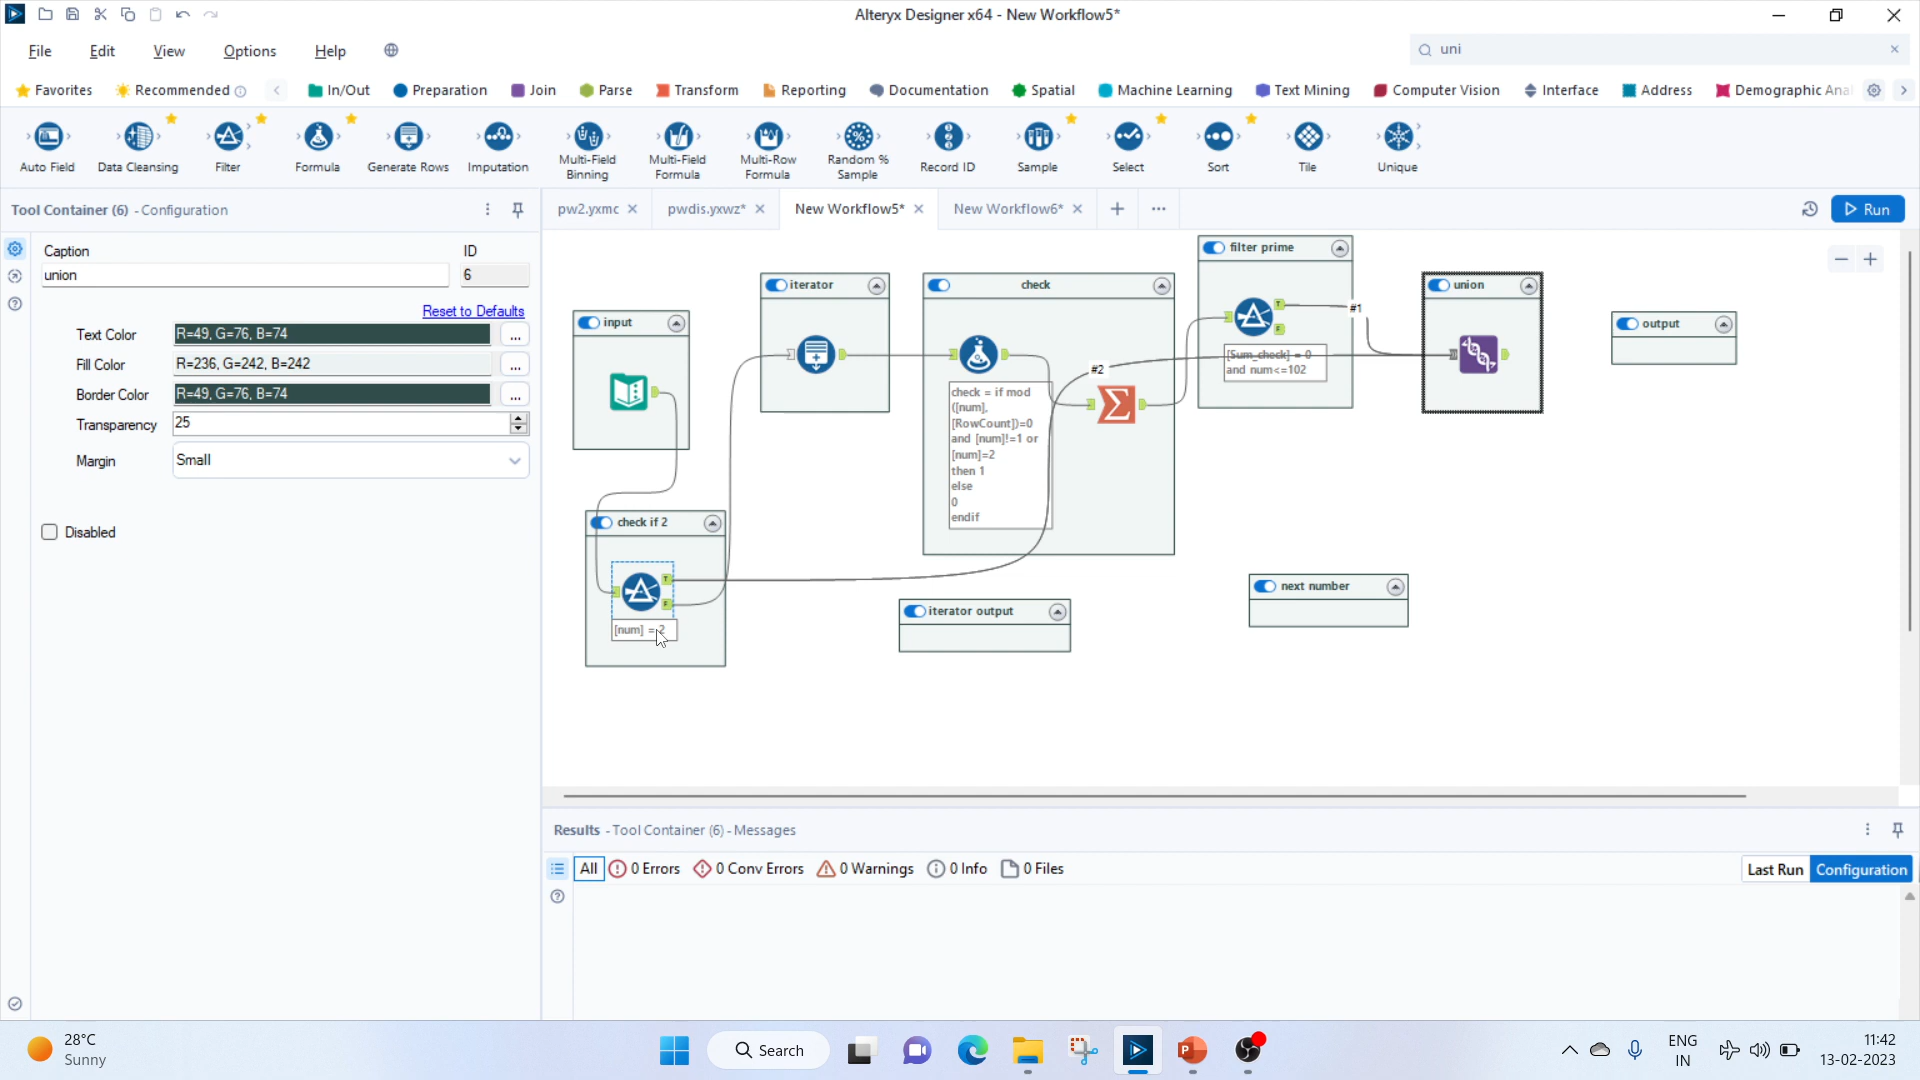 Alteryx Designer x64 - New Workflow5*
File Edit View Options Help
uni
Favorites Recommended In/Out Preparation Join Parse Transform Reporting Documentation Spatial Machine Learning Text Mining Computer Vision Interface Address Demographic Ana
Auto Field Data Cleansing Filter Formula Generate Rows Imputation Multi-Field Binning Multi-Field Formula Multi-Row Formula Random % Sample Record ID Sample Select Sort Tile Unique
Tool Container (6) - Configuration
pw2.yxmc pwdis.yxwz* New Workflow5* New Workflow6* Run
Caption ID
union 6
Reset to Defaults
Text Color R=49, G=76, B=74 ...
Fill Color R=236, G=242, B=242 ...
Border Color R=49, G=76, B=74 ...
Transparency 25
Margin Small
Disabled
input
check if 2
T
F
[num] = 2
iterator
check
check = if mod
([num],
[RowCount])=0
and [num]!=1 or
[num]=2
then 1
else
0
endif
#2
filter prime
T
F
[Sum_check] = 0
and num<=102
#1
union
output
iterator output
next number
Results - Tool Container (6) - Messages
All 0 Errors 0 Conv Errors 0 Warnings 0 Info 0 Files Last Run Configuration
28°C
Sunny
Search
ENG
IN
11:42
13-02-2023